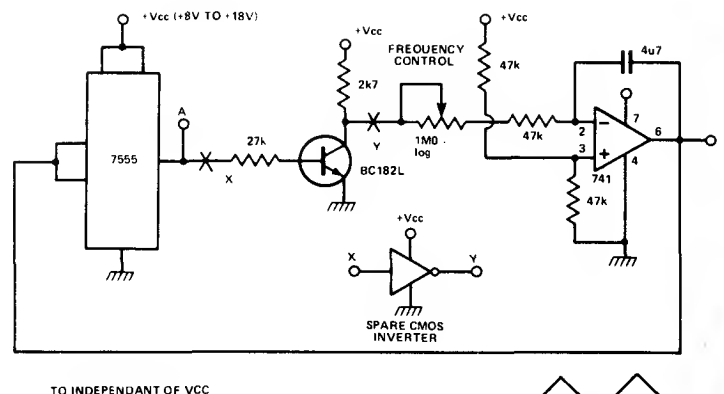 +Vcc (+8V TO +18V)
+Vcc
+Vcc
FREOUENCY
CONTROL
4u7
47k
2k7
A
7555
27k
X
Y
1M0
log
47k
2
7
6
3
4
741
BC182L
47k
+Vcc
X
Y
SPARE CMOS
INVERTER
TO INDEPENDANT OF VCC